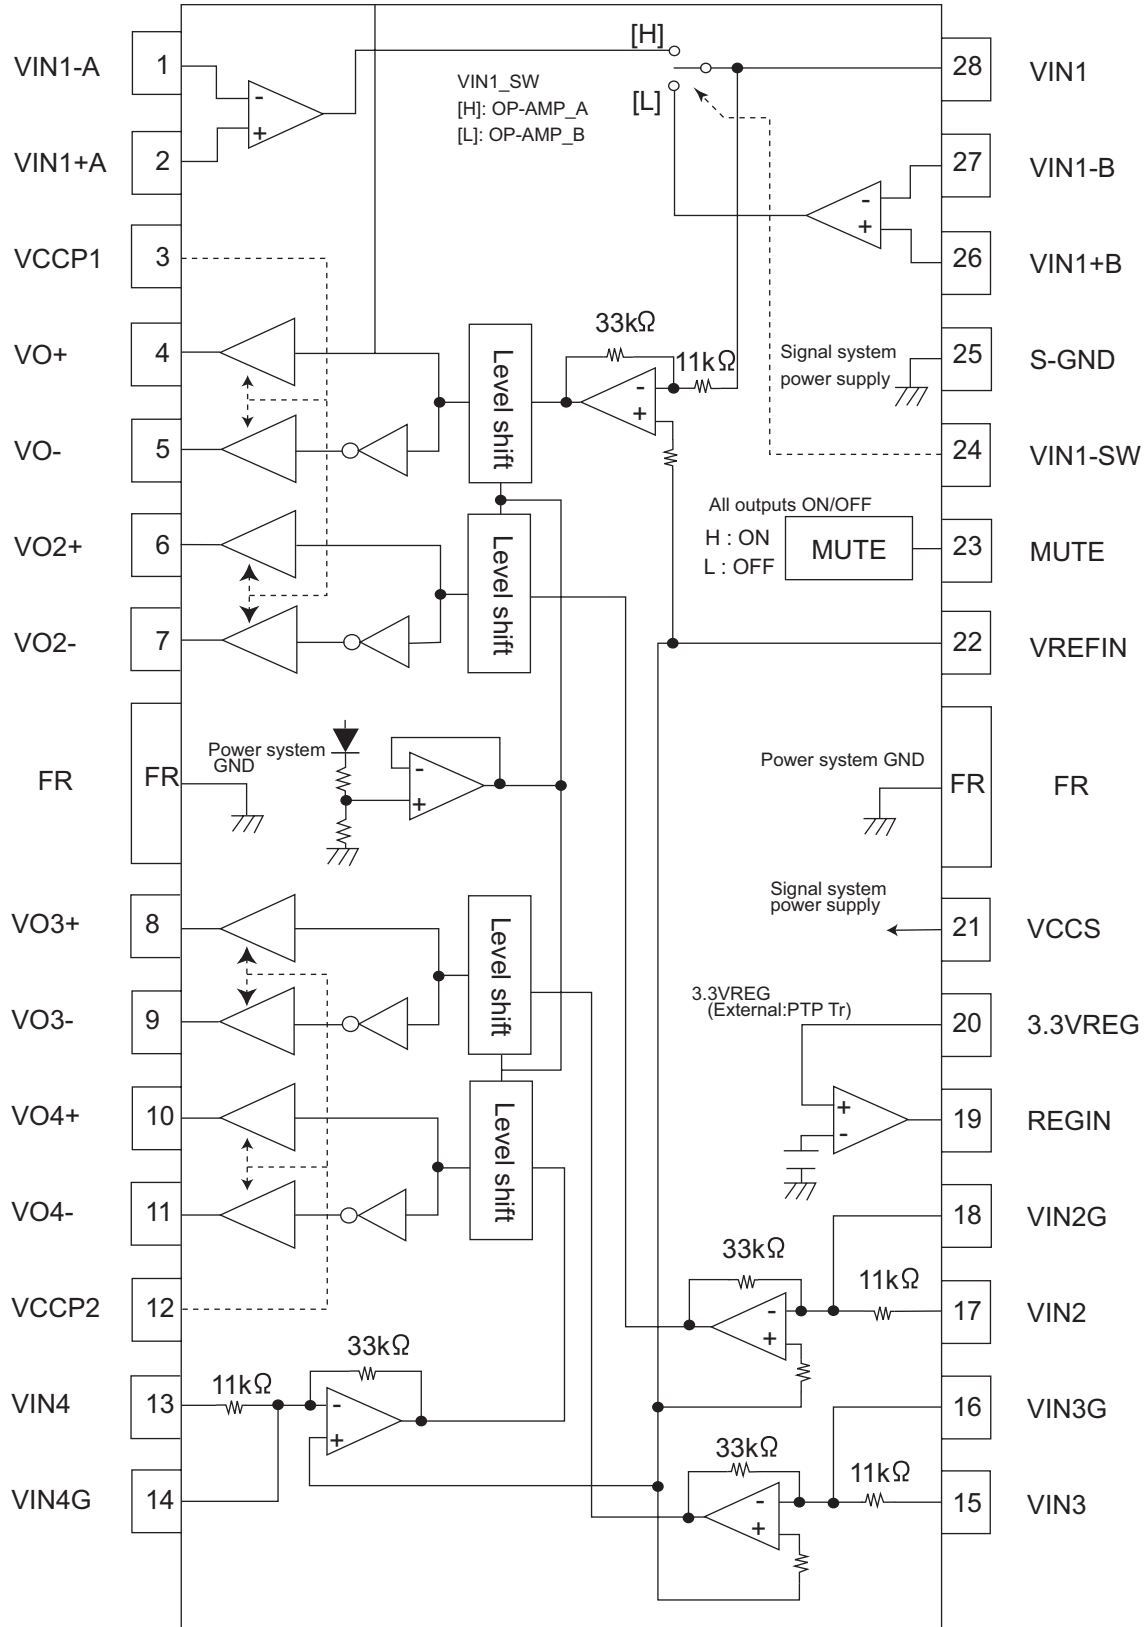 VIN1-A 1
VIN1+A 2
VCCP1 3
VO+ 4
VO- 5
VO2+ 6
VO2- 7
FR FR
VO3+ 8
VO3- 9
VO4+ 10
VO4- 11
VCCP2 12
VIN4 13
VIN4G 14
[H]
VIN1_SW
[H]: OP-AMP_A
[L]: OP-AMP_B
[L]
-
+
-
+
33kΩ
11kΩ
-
+
Level shift
Level shift
Signal system
power supply
All outputs ON/OFF
H : ON
L : OFF
MUTE
Power system
GND
-
+
Power system GND
Signal system
power supply
Level shift
Level shift
3.3VREG
(External:PTP Tr)
+
-
33kΩ
11kΩ
-
+
11kΩ
33kΩ
-
+
33kΩ
11kΩ
-
+
28 VIN1
27 VIN1-B
26 VIN1+B
25 S-GND
24 VIN1-SW
23 MUTE
22 VREFIN
FR FR
21 VCCS
20 3.3VREG
19 REGIN
18 VIN2G
17 VIN2
16 VIN3G
15 VIN3